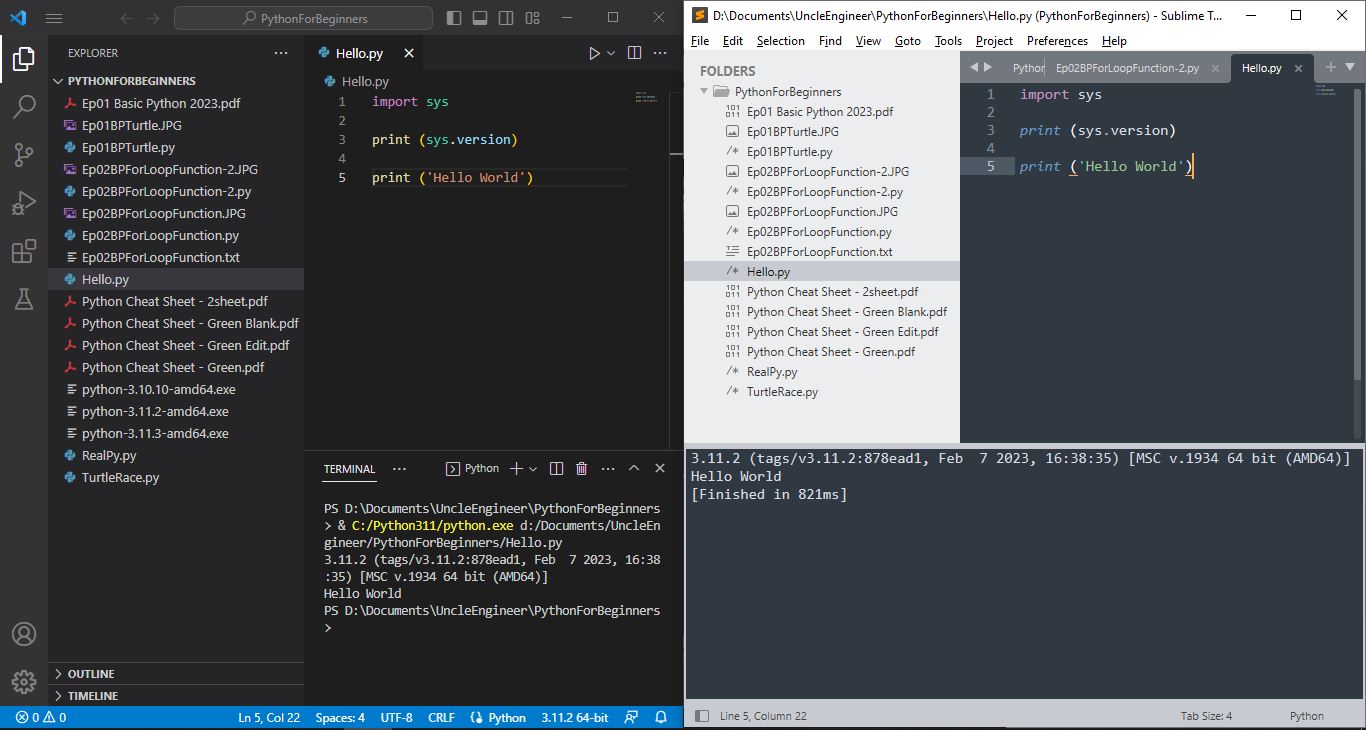 PythonForBeginners
EXPLORER
PYTHONFORBEGINNERS
Ep01 Basic Python 2023.pdf
Ep01BPTurtle.JPG
Ep01BPTurtle.py
Ep02BPForLoopFunction-2.JPG
Ep02BPForLoopFunction-2.py
Ep02BPForLoopFunction.JPG
Ep02BPForLoopFunction.py
Ep02BPForLoopFunction.txt
Hello.py
Python Cheat Sheet - 2sheet.pdf
Python Cheat Sheet - Green Blank.pdf
Python Cheat Sheet - Green Edit.pdf
Python Cheat Sheet - Green.pdf
python-3.10.10-amd64.exe
python-3.11.2-amd64.exe
python-3.11.3-amd64.exe
RealPy.py
TurtleRace.py
OUTLINE
TIMELINE
Hello.py
Hello.py
1 import sys
2
3 print (sys.version)
4
5 print ('Hello World')
TERMINAL Python
PS D:\Documents\UncleEngineer\PythonForBeginners
> & C:/Python311/python.exe d:/Documents/UncleEn
gineer/PythonForBeginners/Hello.py
3.11.2 (tags/v3.11.2:878ead1, Feb  7 2023, 16:38
:35) [MSC v.1934 64 bit (AMD64)]
Hello World
PS D:\Documents\UncleEngineer\PythonForBeginners
>
0 0 Ln 5, Col 22 Spaces: 4 UTF-8 CRLF Python 3.11.2 64-bit
D:\Documents\UncleEngineer\PythonForBeginners\Hello.py (PythonForBeginners) - Sublime T...
File Edit Selection Find View Goto Tools Project Preferences Help
FOLDERS
PythonForBeginners
Ep01 Basic Python 2023.pdf
Ep01BPTurtle.JPG
Ep01BPTurtle.py
Ep02BPForLoopFunction-2.JPG
Ep02BPForLoopFunction-2.py
Ep02BPForLoopFunction.JPG
Ep02BPForLoopFunction.py
Ep02BPForLoopFunction.txt
Hello.py
Python Cheat Sheet - 2sheet.pdf
Python Cheat Sheet - Green Blank.pdf
Python Cheat Sheet - Green Edit.pdf
Python Cheat Sheet - Green.pdf
RealPy.py
TurtleRace.py
Python Ep02BPForLoopFunction-2.py Hello.py
1 import sys
2
3 print (sys.version)
4
5 print ('Hello World')
3.11.2 (tags/v3.11.2:878ead1, Feb  7 2023, 16:38:35) [MSC v.1934 64 bit (AMD64)]
Hello World
[Finished in 821ms]
Line 5, Column 22 Tab Size: 4 Python